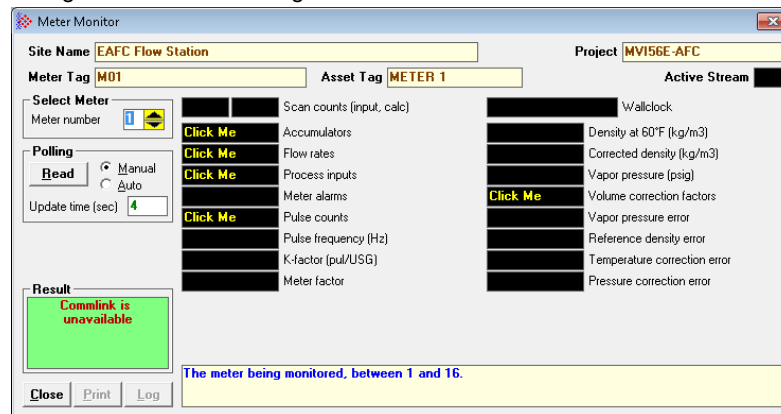 Meter Monitor
Site Name EAFC Flow Station Project MVI56E-AFC
Meter Tag M01 Asset Tag METER 1 Active Stream
Select Meter
Meter number 1
Scan counts (input, calc) Wallclock
Click Me Accumulators Density at 60°F (kg/m3)
Polling
Click Me Flow rates Corrected density (kg/m3)
Read Manual
Click Me Process inputs Vapor pressure (psig)
Auto
Meter alarms Click Me Volume correction factors
Update time (sec) 4
Click Me Pulse counts Vapor pressure error
Pulse frequency (Hz) Reference density error
K-factor (pul/USG) Temperature correction error
Meter factor Pressure correction error
Result
Commlink is
unavailable
The meter being monitored, between 1 and 16.
Close Print Log